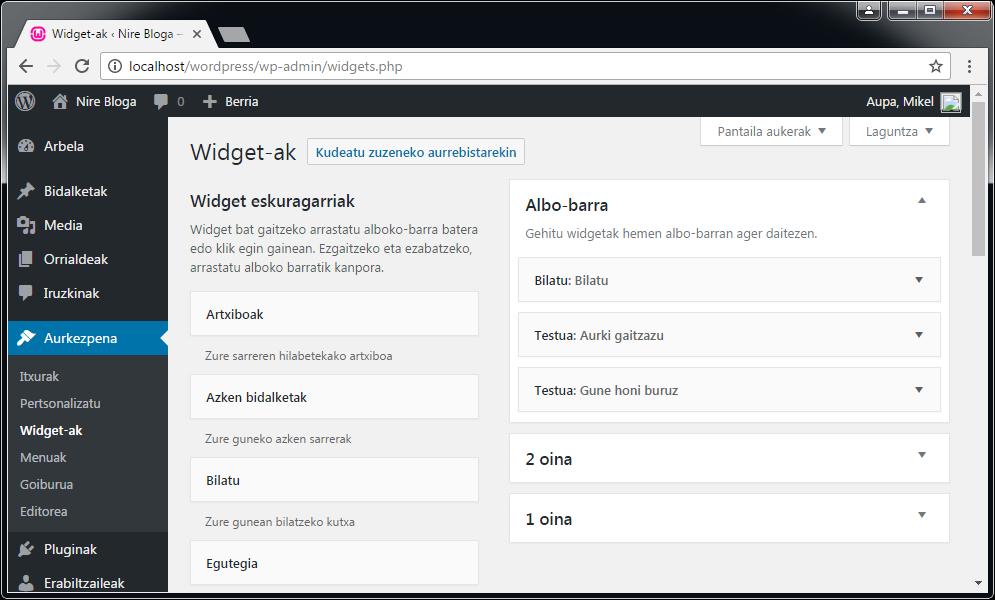 Widget-ak ‹ Nire Bloga –
localhost/wordpress/wp-admin/widgets.php
Nire Bloga
0
Berria
Aupa, Mikel
Arbela
Bidalketak
Media
Orrialdeak
Iruzkinak
Aurkezpena
Itxurak
Pertsonalizatu
Widget-ak
Menuak
Goiburua
Editorea
Pluginak
Erabiltzaileak
Pantaila aukerak
Laguntza
Widget-ak
Kudeatu zuzeneko aurrebistarekin
Widget eskuragarriak
Widget bat gaitzeko arrastatu alboko-barra batera
edo klik egin gainean. Ezgaitzeko eta ezabatzeko,
arrastatu alboko barratik kanpora.
Artxiboak
Zure sarreren hilabetekako artxiboa
Azken bidalketak
Zure guneko azken sarrerak
Bilatu
Zure gunean bilatzeko kutxa
Egutegia
Albo-barra
Gehitu widgetak hemen albo-barran ager daitezen.
Bilatu: Bilatu
Testua: Aurki gaitzazu
Testua: Gune honi buruz
2 oina
1 oina